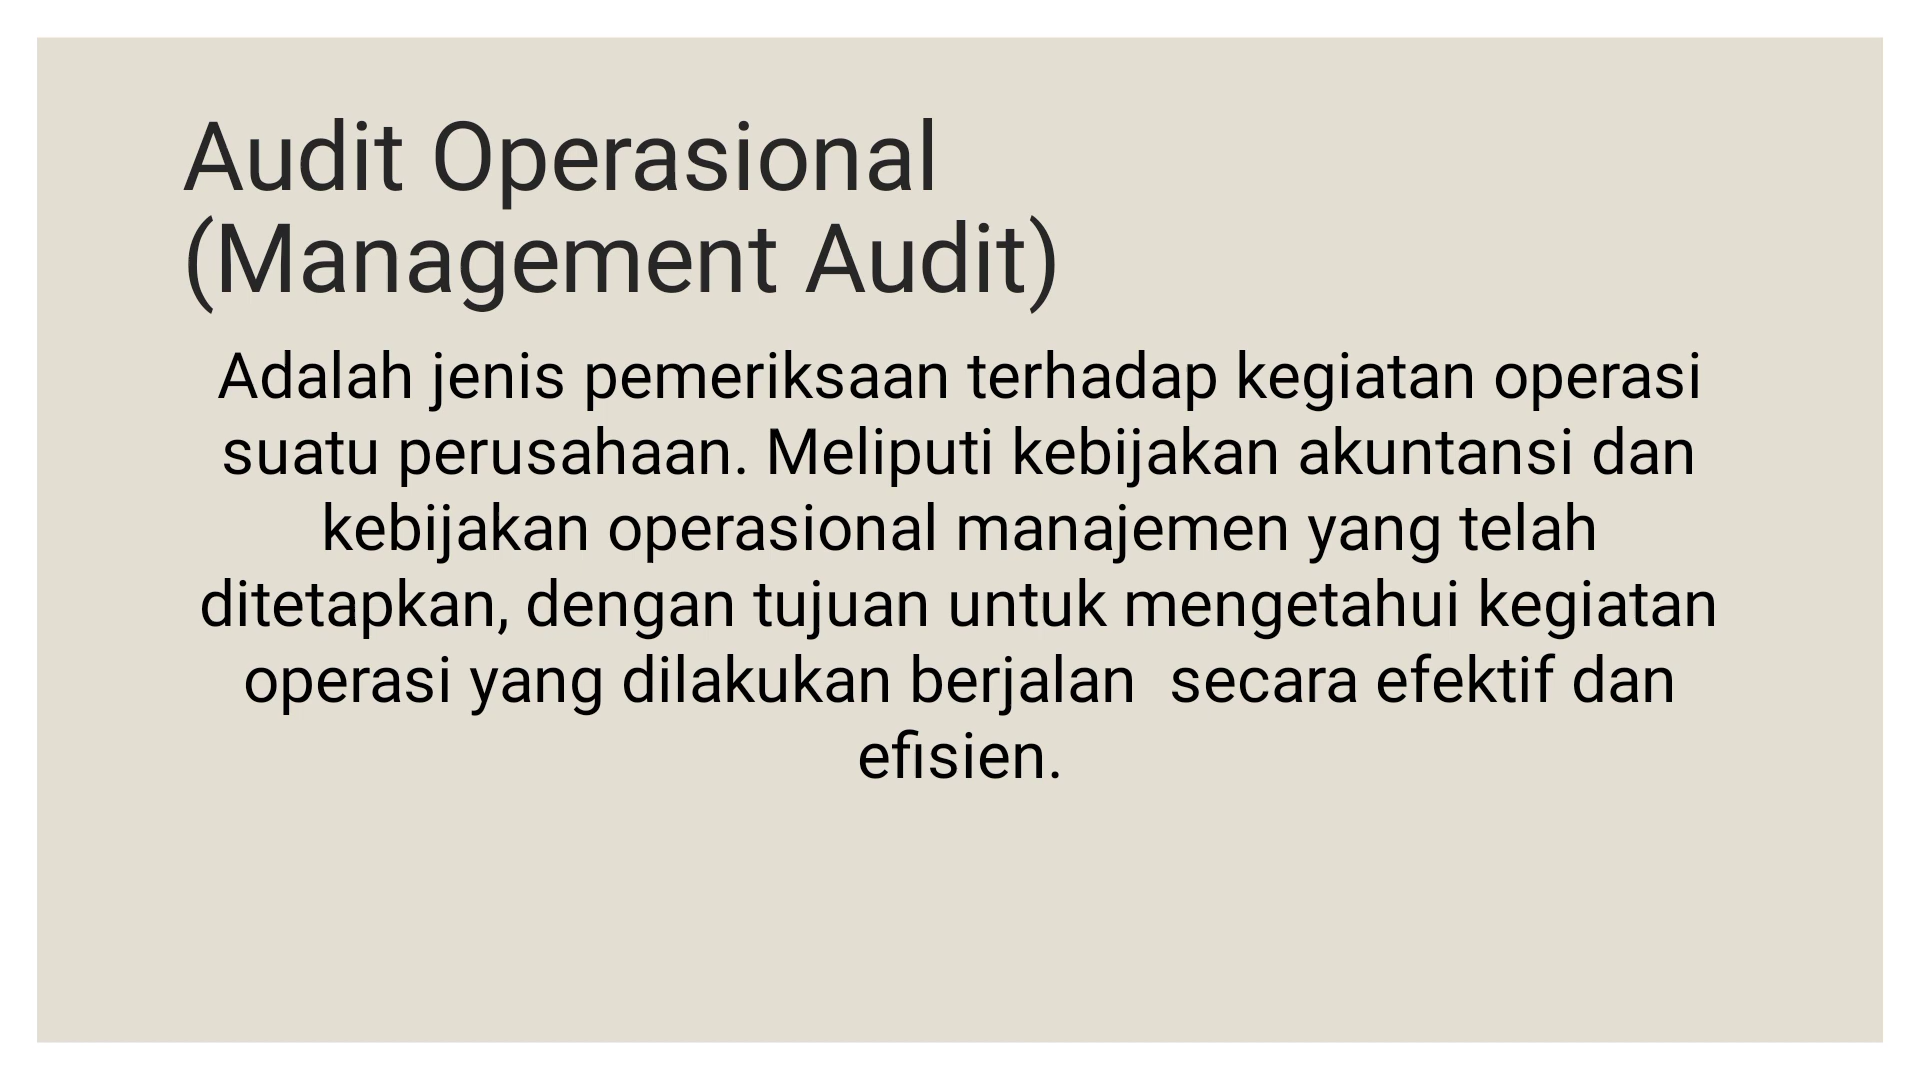 Audit Operasional
(Management Audit)
Adalah jenis pemeriksaan terhadap kegiatan operasi
suatu perusahaan. Meliputi kebijakan akuntansi dan
kebijakan operasional manajemen yang telah
ditetapkan, dengan tujuan untuk mengetahui kegiatan
operasi yang dilakukan berjalan  secara efektif dan
efisien.